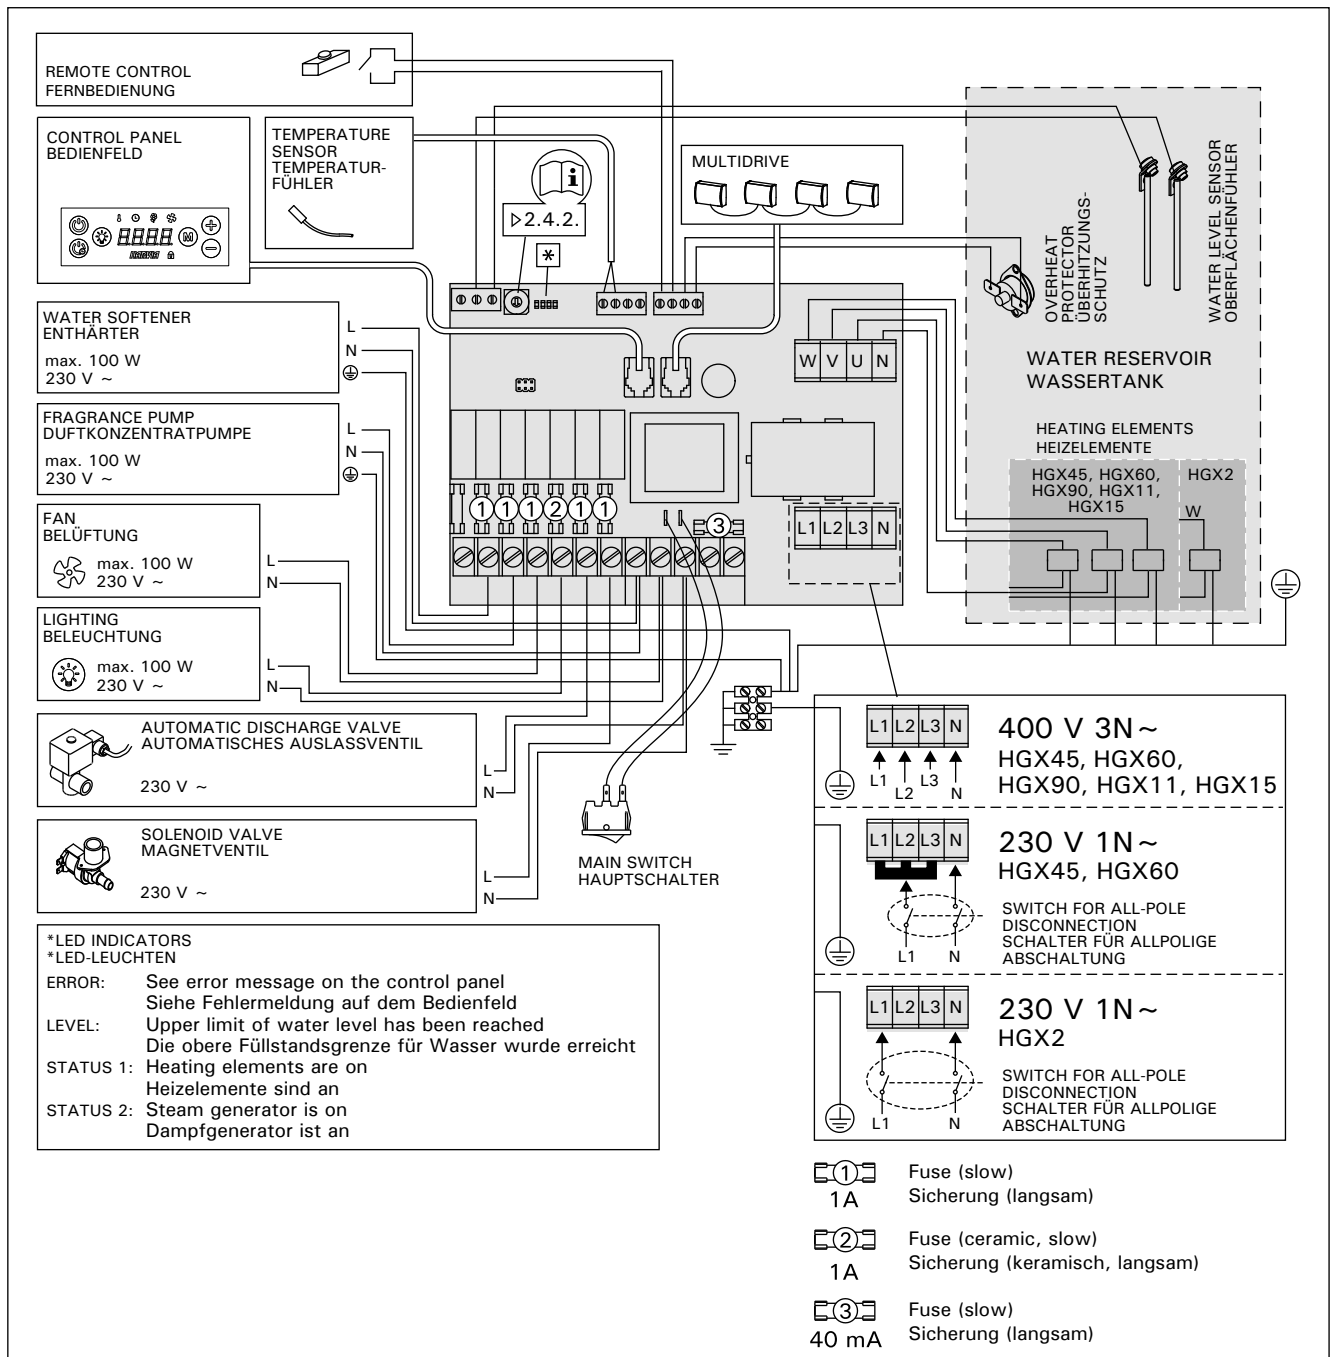 REMOTE CONTROL
FERNBEDIENUNG
CONTROL PANEL
BEDIENFELD
8888
M
HARVIA
TEMPERATURE
SENSOR
TEMPERATUR-
FÜHLER
i
▷2.4.2.
*
MULTIDRIVE
OVERHEAT
PROTECTOR
ÜBERHITZUNGS-
SCHUTZ
WATER LEVEL SENSOR
OBERFLÄCHENFÜHLER
WATER RESERVOIR
WASSERTANK
HEATING ELEMENTS
HEIZELEMENTE
HGX45, HGX60,
HGX90, HGX11,
HGX15
HGX2
W
W V U N
L1 L2 L3 N
1 1 1 2 1 1
3
WATER SOFTENER
ENTHÄRTER
max. 100 W
230 V ~
L
N
FRAGRANCE PUMP
DUFTKONZENTRATPUMPE
max. 100 W
230 V ~
L
N
FAN
BELÜFTUNG
max. 100 W
230 V ~
L
N
LIGHTING
BELEUCHTUNG
max. 100 W
230 V ~
L
N
AUTOMATIC DISCHARGE VALVE
AUTOMATISCHES AUSLASSVENTIL
230 V ~
L
N
SOLENOID VALVE
MAGNETVENTIL
230 V ~
L
N
MAIN SWITCH
HAUPTSCHALTER
L1 L2 L3 N
L1 L2 L3 N
400 V 3N~
HGX45, HGX60,
HGX90, HGX11, HGX15
L1 L2 L3 N
L1 N
230 V 1N~
HGX45, HGX60
SWITCH FOR ALL-POLE
DISCONNECTION
SCHALTER FÜR ALLPOLIGE
ABSCHALTUNG
L1 L2 L3 N
L1 N
230 V 1N~
HGX2
SWITCH FOR ALL-POLE
DISCONNECTION
SCHALTER FÜR ALLPOLIGE
ABSCHALTUNG
*LED INDICATORS
*LED-LEUCHTEN
ERROR: See error message on the control panel
Siehe Fehlermeldung auf dem Bedienfeld
LEVEL: Upper limit of water level has been reached
Die obere Füllstandsgrenze für Wasser wurde erreicht
STATUS 1: Heating elements are on
Heizelemente sind an
STATUS 2: Steam generator is on
Dampfgenerator ist an
1 Fuse (slow)
1A Sicherung (langsam)
2 Fuse (ceramic, slow)
1A Sicherung (keramisch, langsam)
3 Fuse (slow)
40 mA Sicherung (langsam)